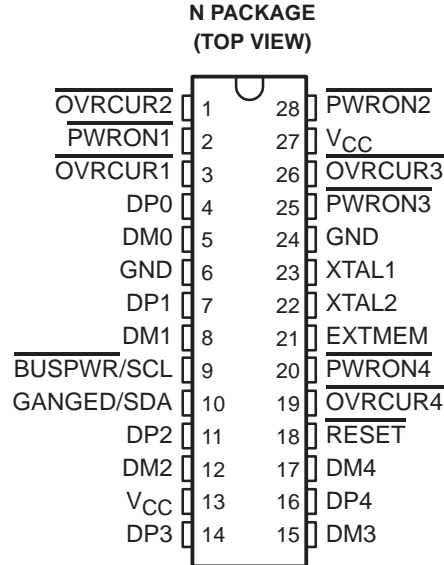 N PACKAGE
(TOP VIEW)
OVRCUR2 1 28 PWRON2
PWRON1 2 27 VCC
OVRCUR1 3 26 OVRCUR3
DP0 4 25 PWRON3
DM0 5 24 GND
GND 6 23 XTAL1
DP1 7 22 XTAL2
DM1 8 21 EXTMEM
BUSPWR/SCL 9 20 PWRON4
GANGED/SDA 10 19 OVRCUR4
DP2 11 18 RESET
DM2 12 17 DM4
VCC 13 16 DP4
DP3 14 15 DM3